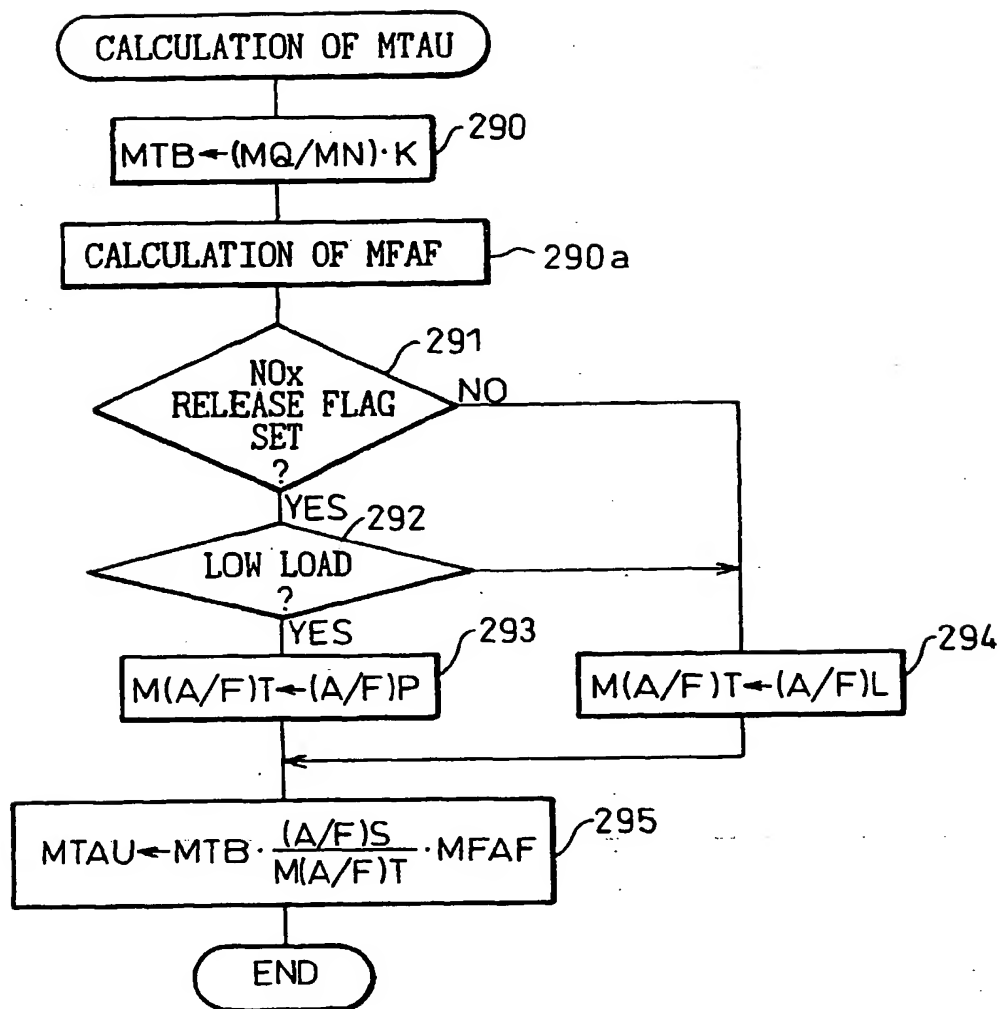 CALCULATION OF MTAU
MTB←(MQ/MN)·K
290
CALCULATION OF MFAF
290a
291
NOx
RELEASE FLAG
SET
?
NO
YES
292
LOW LOAD
?
YES
293
M(A/F)T←(A/F)P
294
M(A/F)T←(A/F)L
295
MTAU←MTB·(A/F)S/M(A/F)T·MFAF
END